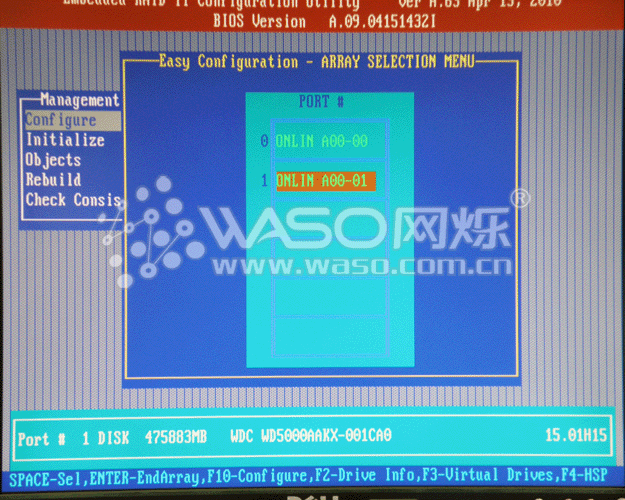 Embedded RAID II Configuration Utility Ver A.63 Apr 15, 2010
BIOS Version A.09.04151432I
Easy Configuration - ARRAY SELECTION MENU
Management
Configure
Initialize
Objects
Rebuild
Check Consis
PORT #
0 ONLIN A00-00
1 ONLIN A00-01
WASO网烁®
www.waso.com.cn
Port # 1 DISK 475883MB WDC WD5000AAKX-001CA0 15.01H15
SPACE-Sel,ENTER-EndArray,F10-Configure,F2-Drive Info,F3-Virtual Drives,F4-HSP
DELL